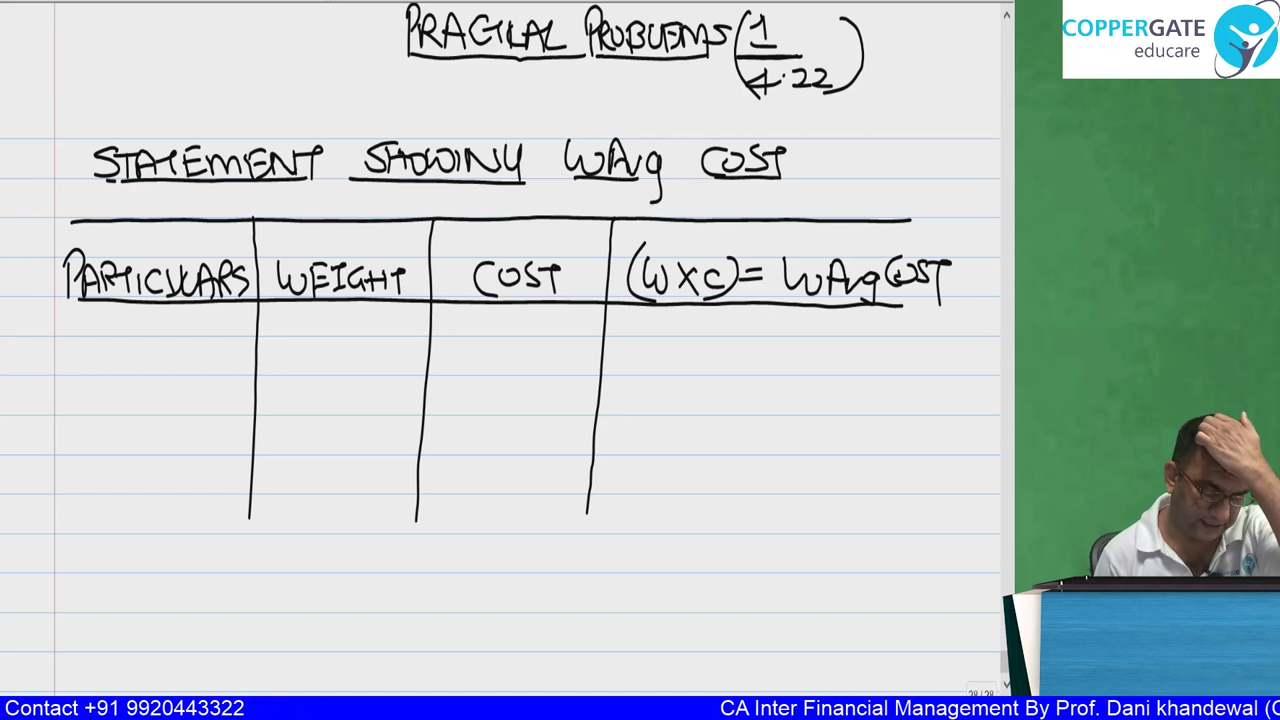 PRACTICAL PROBLEMS (1
4.22)
COPPERGATE
educare
STATEMENT SHOWING WAvg COST
PARTICULARS WEIGHT COST (WXC)= WAvg COST
Contact +91 9920443322 CA Inter Financial Management By Prof. Dani khandewal (C